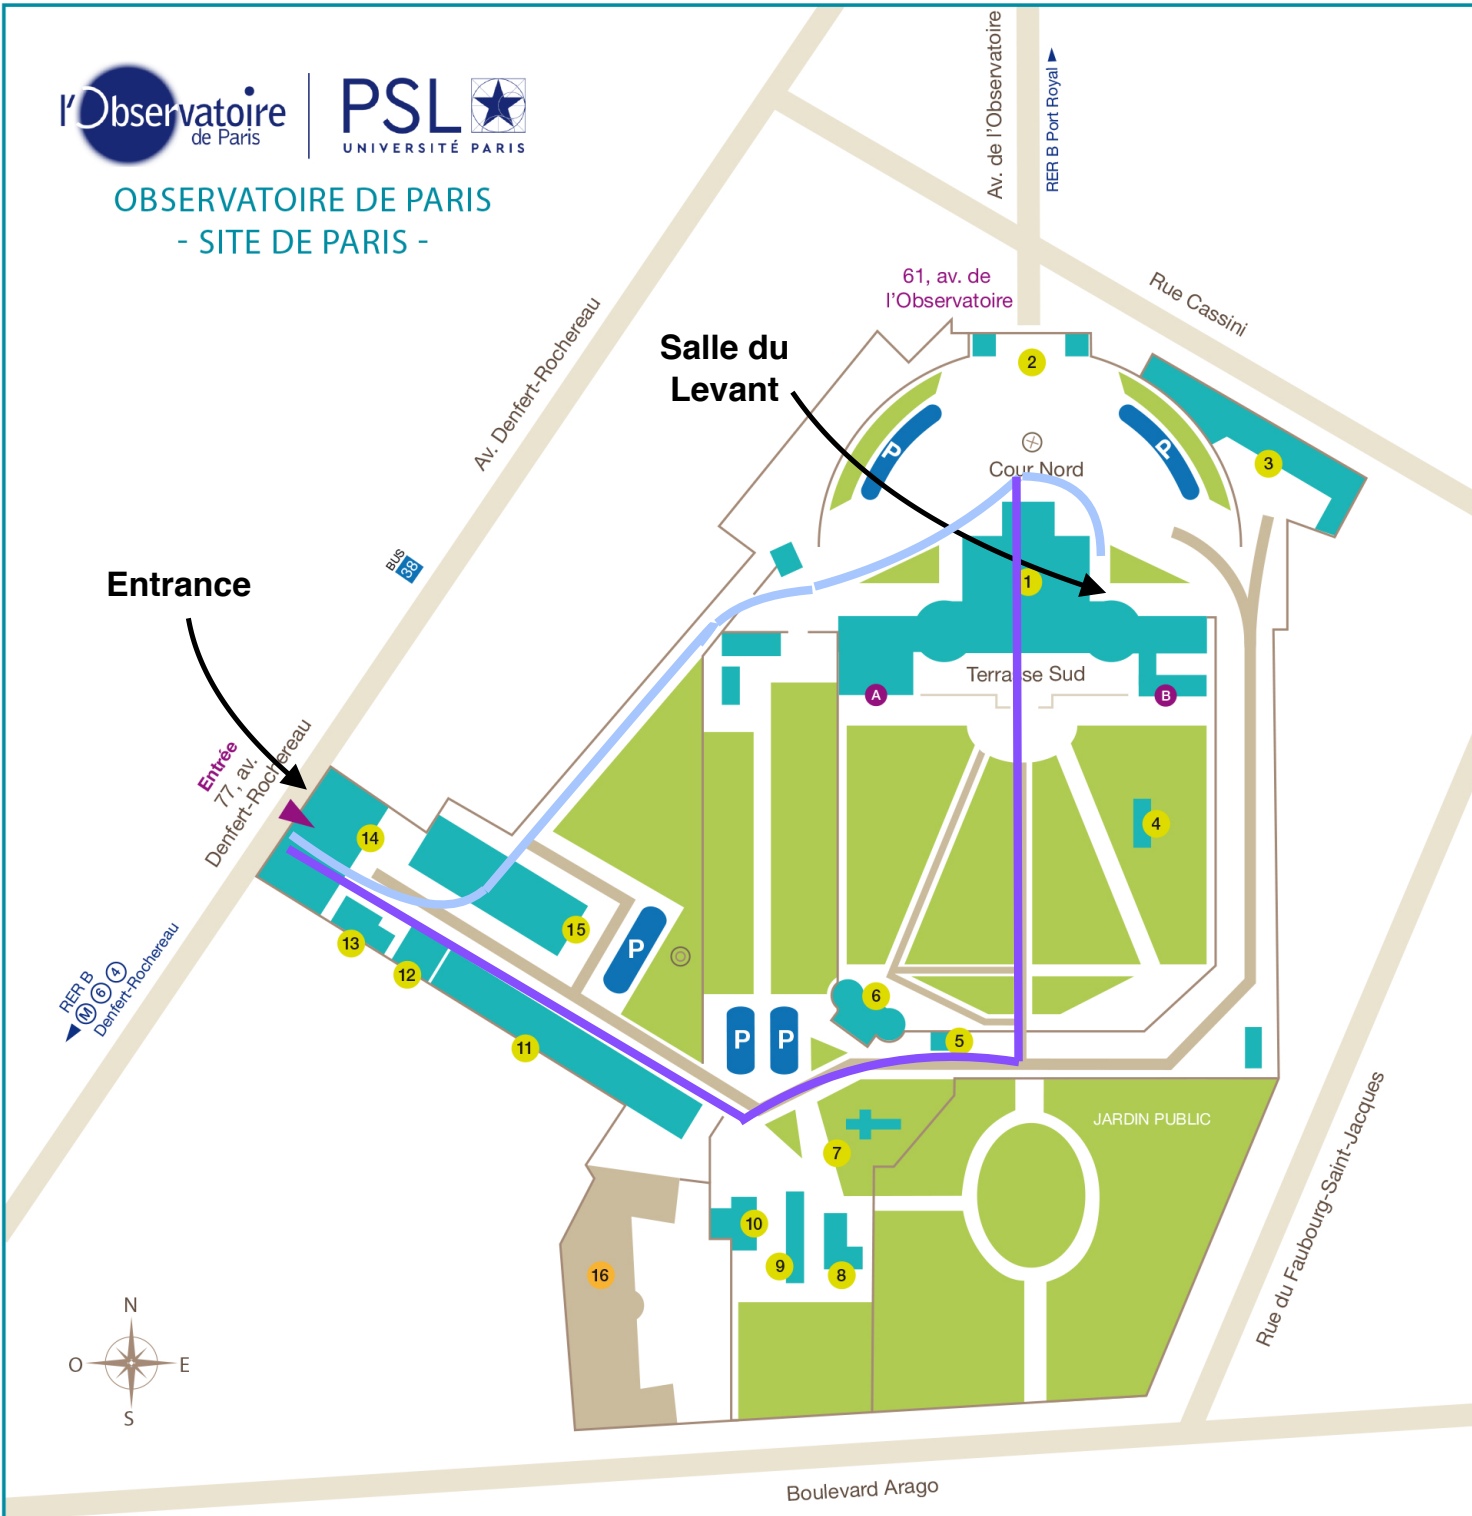 l'Observatoire
de Paris
PSL
UNIVERSITÉ PARIS
OBSERVATOIRE DE PARIS
- SITE DE PARIS -
Av. de l'Observatoire
RER B Port Royal
Rue Cassini
61, av. de
l'Observatoire
Salle du
Levant
2
P
P
3
Cour Nord
Av. Denfert-Rochereau
BUS
38
Entrance
1
Terrasse Sud
A
B
Entrée
77, av.
Denfert-Rochereau
14
4
15
13
12
P
6
RER B
M 6 4
Denfert-Rochereau
11
P
P
5
JARDIN PUBLIC
7
10
9
8
16
Rue du Faubourg-Saint-Jacques
N
O
E
S
Boulevard Arago